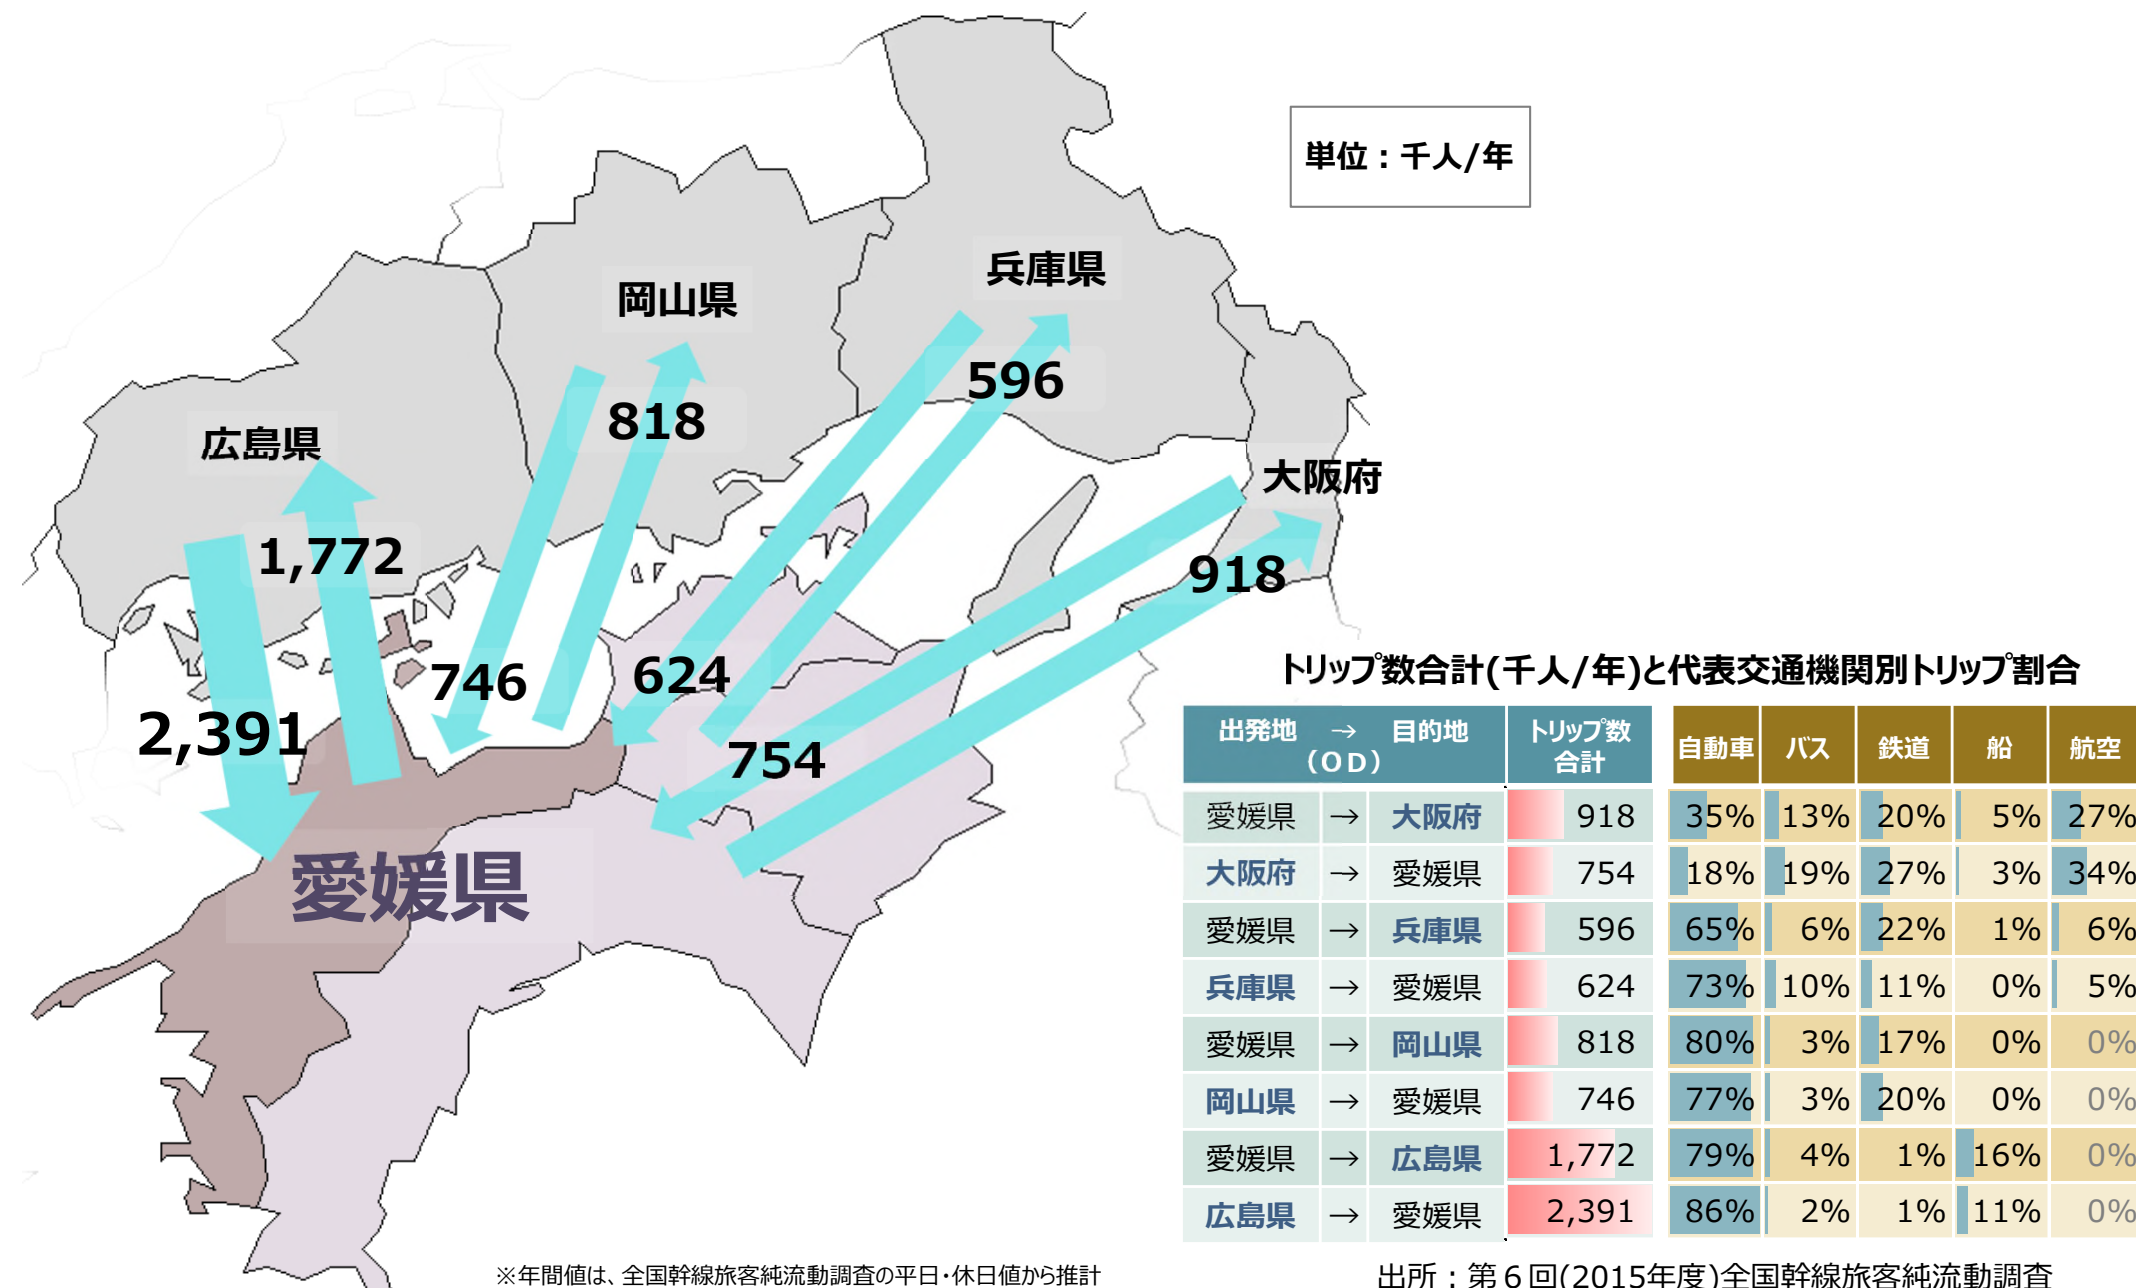 単位：千人/年
兵庫県
岡山県
596
818
広島県
大阪府
1,772
918
746
624
2,391
754
愛媛県
トリップ数合計(千人/年)と代表交通機関別トリップ割合
出発地 → 目的地 トリップ数 自動車 バス 鉄道 船 航空
（OD） 合計
愛媛県 → 大阪府 918 35% 13% 20% 5% 27%
大阪府 → 愛媛県 754 18% 19% 27% 3% 34%
愛媛県 → 兵庫県 596 65% 6% 22% 1% 6%
兵庫県 → 愛媛県 624 73% 10% 11% 0% 5%
愛媛県 → 岡山県 818 80% 3% 17% 0% 0%
岡山県 → 愛媛県 746 77% 3% 20% 0% 0%
愛媛県 → 広島県 1,772 79% 4% 1% 16% 0%
広島県 → 愛媛県 2,391 86% 2% 1% 11% 0%
※年間値は、全国幹線旅客純流動調査の平日・休日値から推計
出所：第６回(2015年度)全国幹線旅客純流動調査